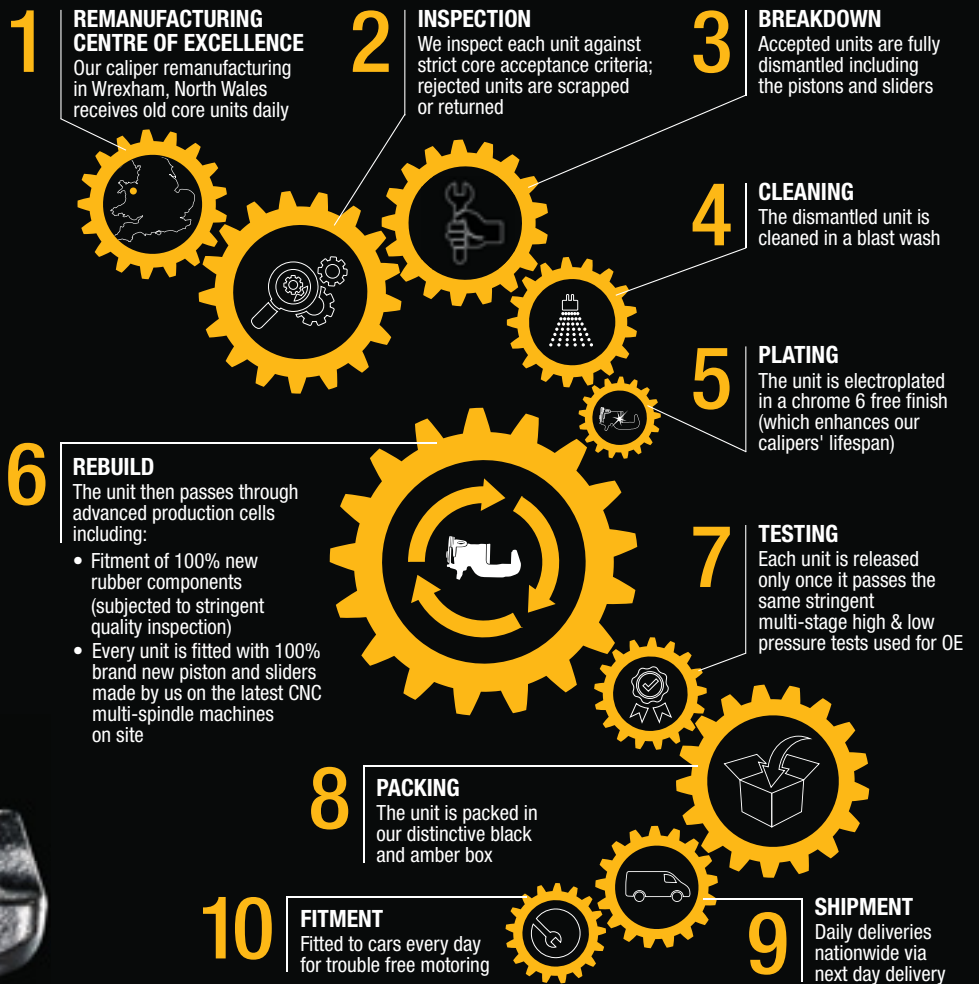 1
REMANUFACTURING
CENTRE OF EXCELLENCE
Our caliper remanufacturing
in Wrexham, North Wales
receives old core units daily
2
INSPECTION
We inspect each unit against
strict core acceptance criteria;
rejected units are scrapped
or returned
3
BREAKDOWN
Accepted units are fully
dismantled including
the pistons and sliders
4
CLEANING
The dismantled unit is
cleaned in a blast wash
5
PLATING
The unit is electroplated
in a chrome 6 free finish
(which enhances our
calipers' lifespan)
6
REBUILD
The unit then passes through
advanced production cells
including:
• Fitment of 100% new
rubber components
(subjected to stringent
quality inspection)
• Every unit is fitted with 100%
brand new piston and sliders
made by us on the latest CNC
multi-spindle machines
on site
7
TESTING
Each unit is released
only once it passes the
same stringent
multi-stage high & low
pressure tests used for OE
8
PACKING
The unit is packed in
our distinctive black
and amber box
9
SHIPMENT
Daily deliveries
nationwide via
next day delivery
10
FITMENT
Fitted to cars every day
for trouble free motoring